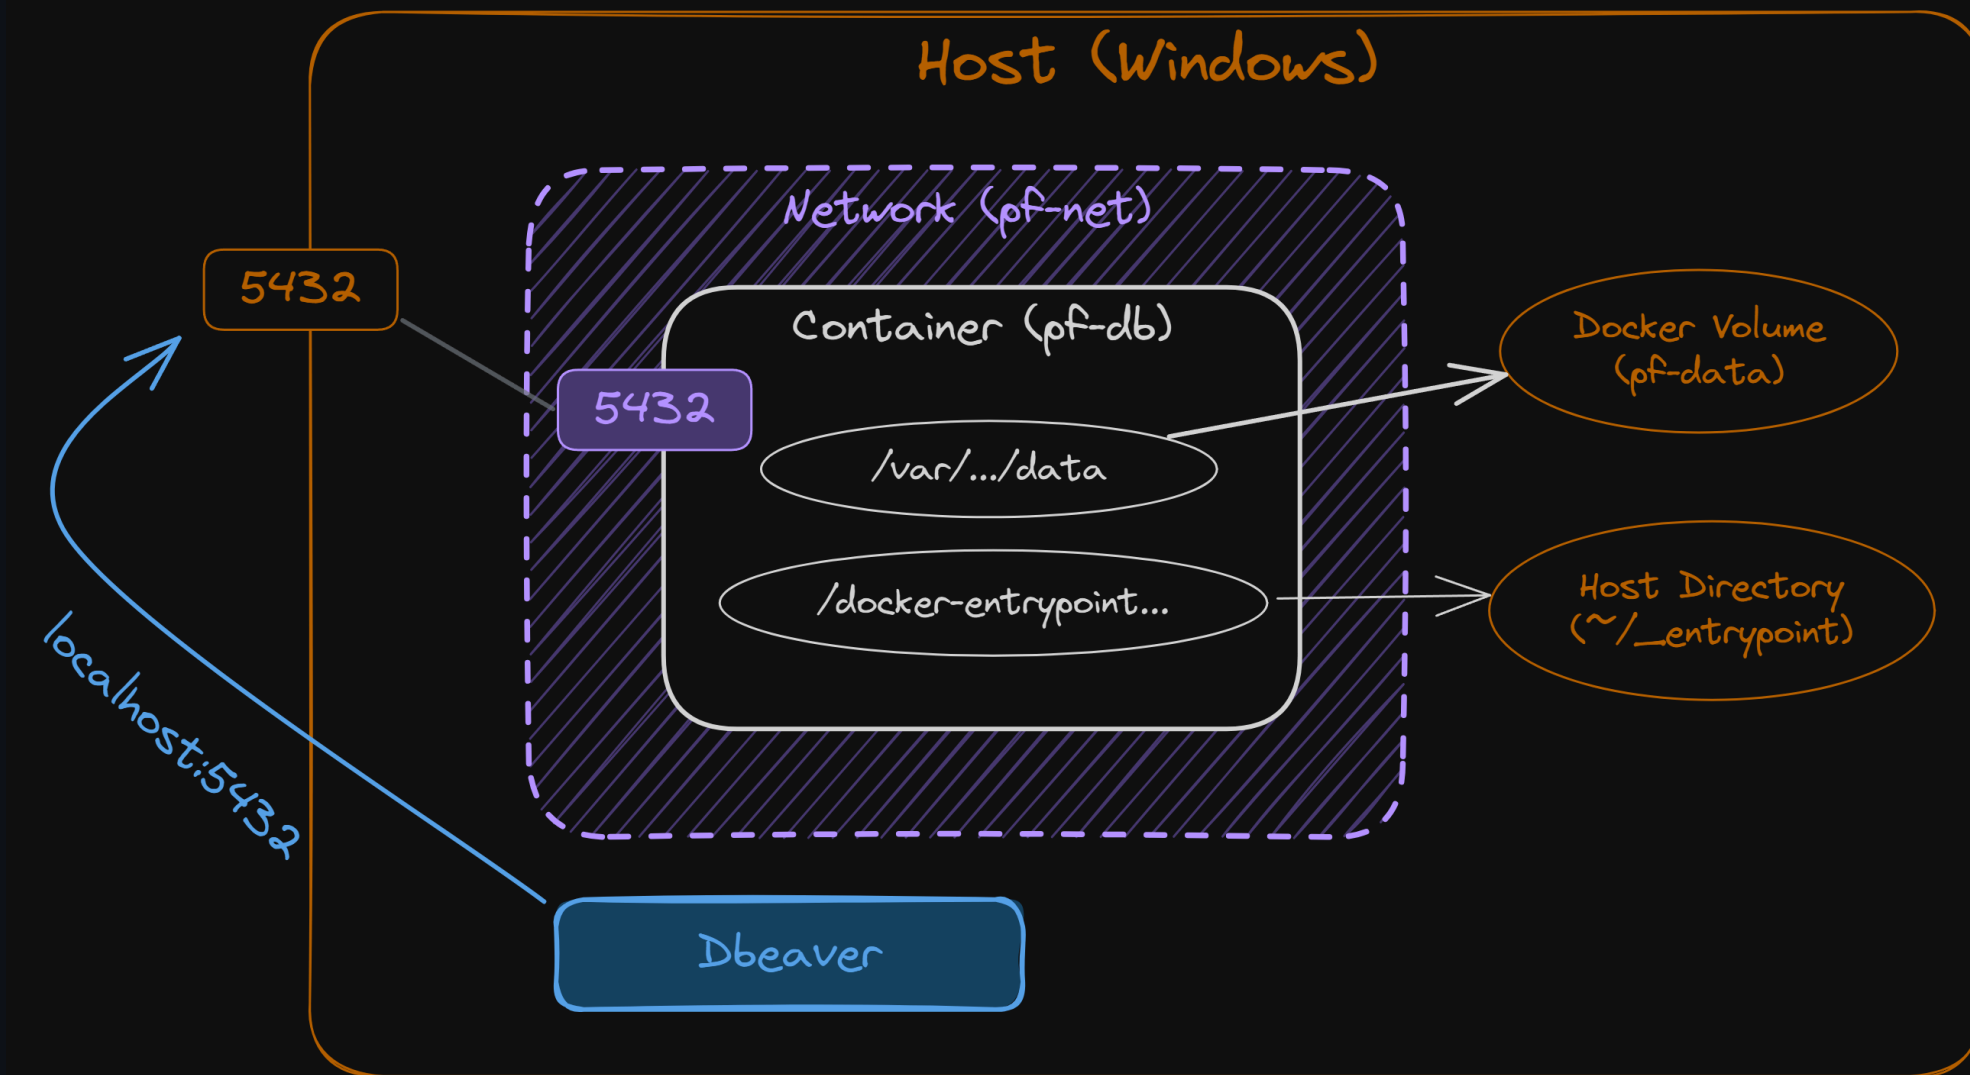 Host (Windows)
Network (pf-net)
5432
Container (pf-db)
Docker Volume
(pf-data)
5432
/var/.../data
/docker-entrypoint...
Host Directory
(~/_entrypoint)
localhost:5432
Dbeaver